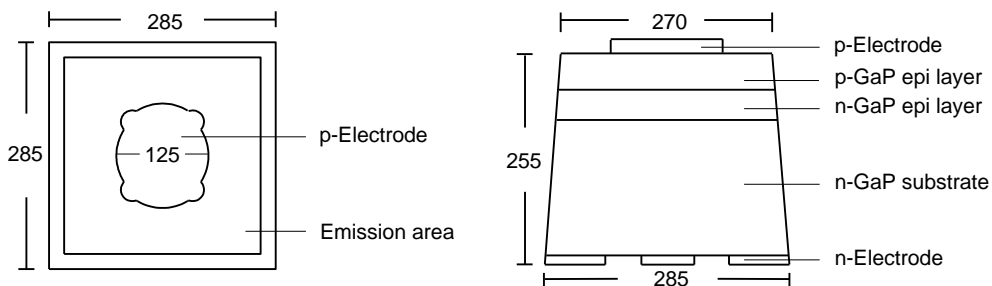 285
285
p-Electrode
125
Emission area
270
p-Electrode
p-GaP epi layer
n-GaP epi layer
255
n-GaP substrate
n-Electrode
285